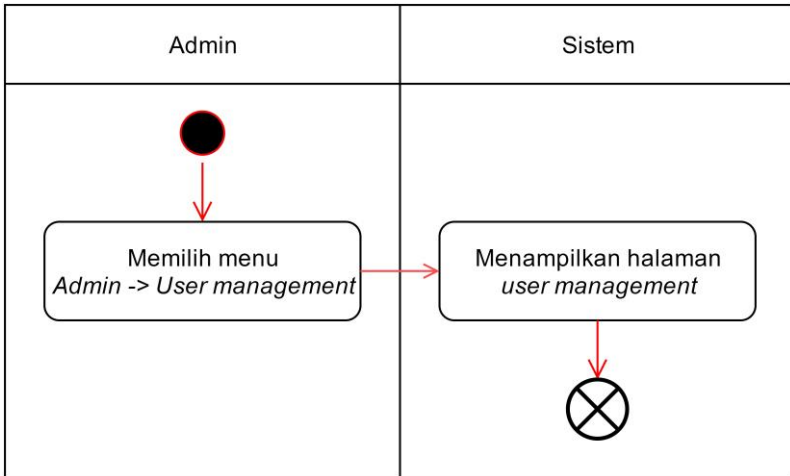 Admin
Sistem
Memilih menu
Admin -> User management
Menampilkan halaman
user management